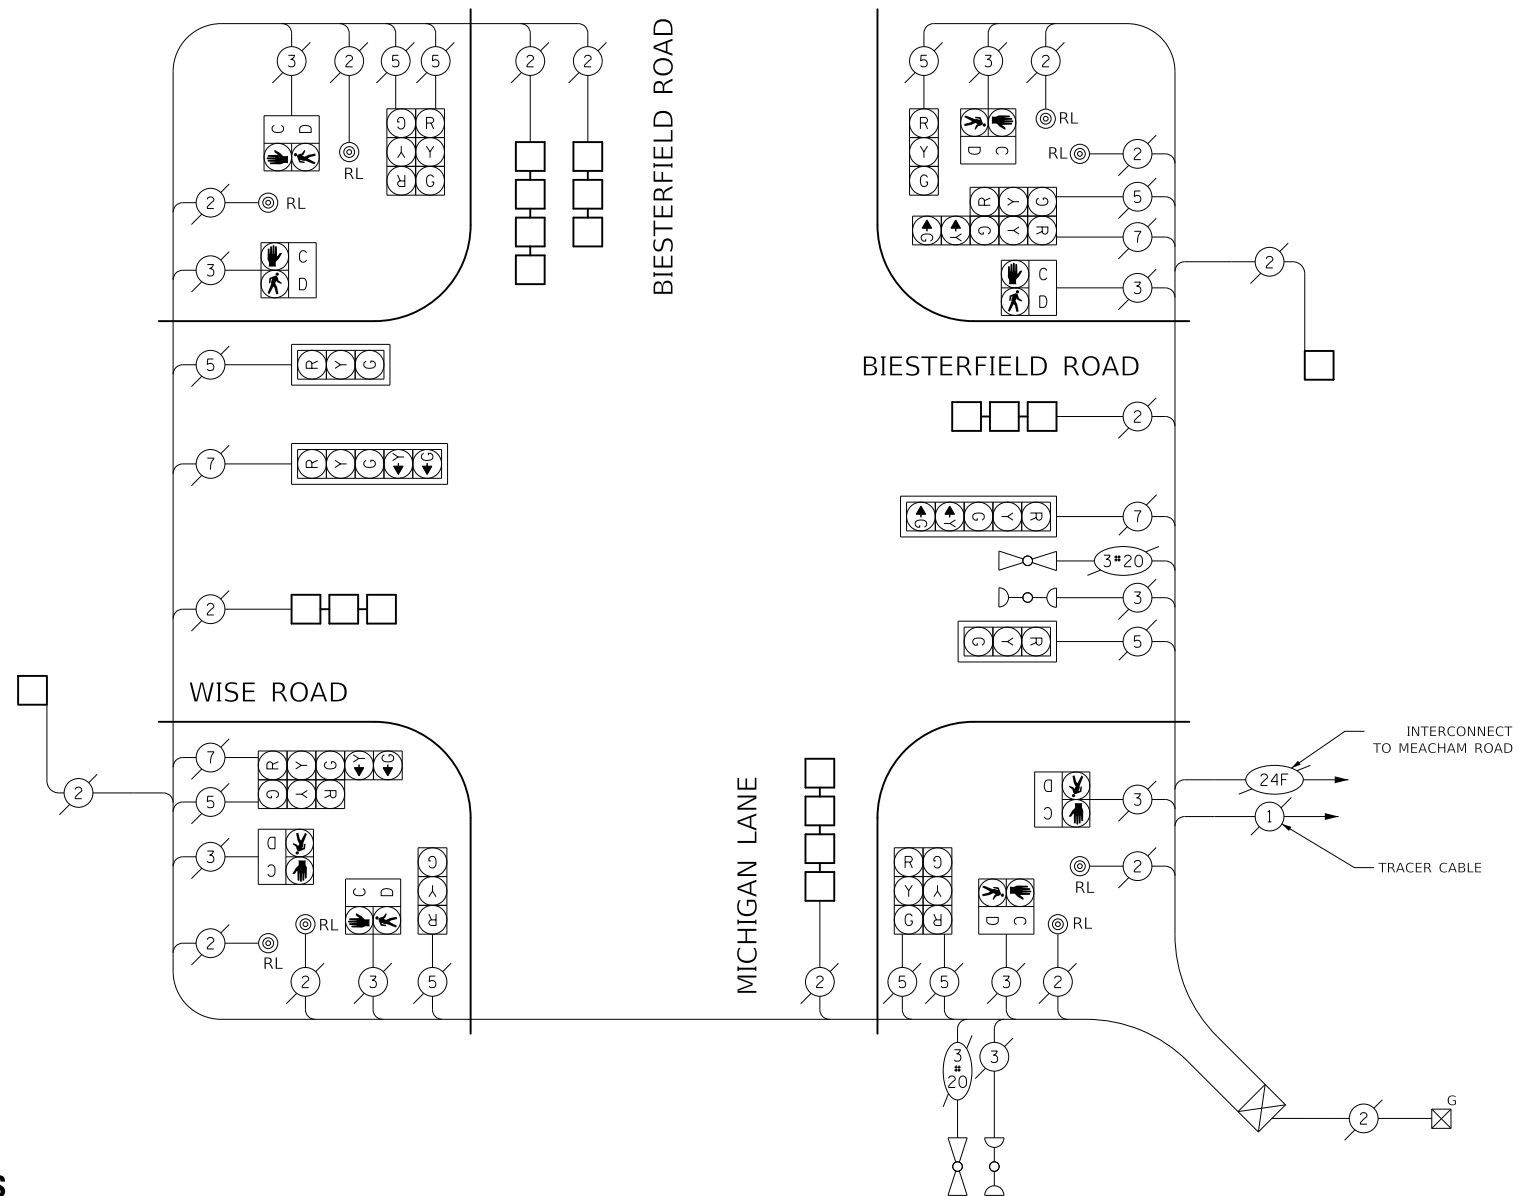 3
2
5
5
2
2
BIESTERFIELD ROAD
5
3
2
C D
G R
Y Y
R G
RL
R
Y
G
D C
RL
RL
2
2
RL
R Y G
5
G Y G Y R
7
3
C
D
C
D
3
2
5
R Y G
BIESTERFIELD ROAD
2
7
R Y G Y G
G Y G Y R
7
3#20
3
2
G Y R
5
WISE ROAD
INTERCONNECT
TO MEACHAM ROAD
7
R Y G Y G
2
5
G Y R
24F
1
D
C
3
MICHIGAN LANE
3
D
C
TRACER CABLE
2
RL
C D
G
Y
R
R G
Y Y
G R
D C
RL
RL
2
RL
2
3
5
2
5
5
3
2
3
#
20
3
G
2
S